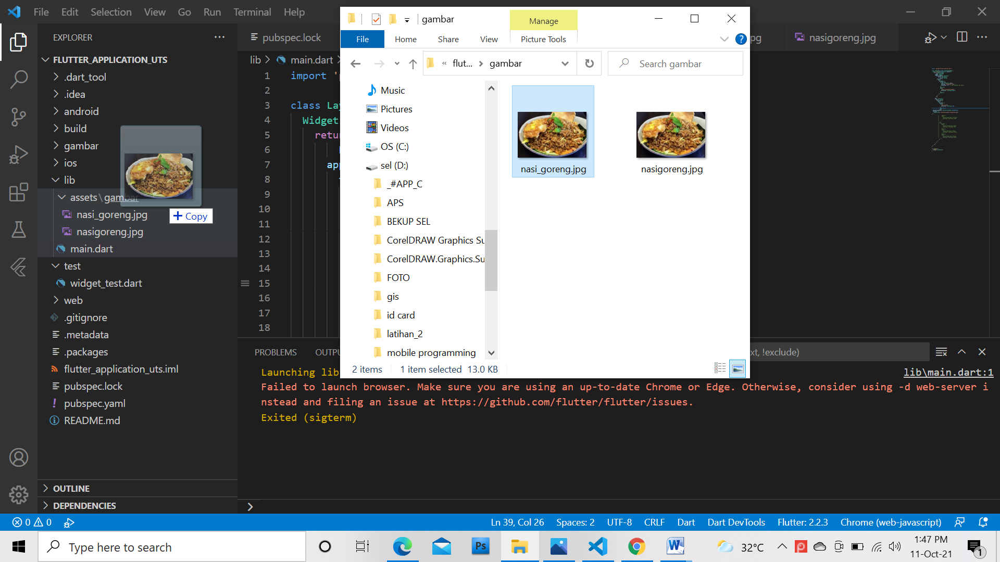 File Edit Selection View Go Run Terminal Help
EXPLORER
FLUTTER_APPLICATION_UTS
.dart_tool
.idea
android
build
gambar
ios
lib
assets\gambar
nasi_goreng.jpg
+ Copy
nasigoreng.jpg
main.dart
test
widget_test.dart
web
.gitignore
.metadata
.packages
flutter_application_uts.iml
pubspec.lock
pubspec.yaml
README.md
OUTLINE
DEPENDENCIES
pubspec.lock
pg
nasigoreng.jpg
lib > main.dart >
1 import '
2
3 class La
4 Widget
5 retu
6
7 app
8
9
10
11
12
13
14
15
16
17
18
gambar
Manage
File Home Share View Picture Tools
« flut... > gambar
Search gambar
Music
Pictures
Videos
OS (C:)
sel (D:)
_#APP_C
APS
BEKUP SEL
CorelDRAW Graphics Su
CorelDRAW.Graphics.Su
FOTO
gis
id card
latihan_2
mobile programming
nasi_goreng.jpg
nasigoreng.jpg
2 items 1 item selected 13.0 KB
PROBLEMS OUTPU
xt, !exclude)
Launching lib
lib\main.dart:1
Failed to launch browser. Make sure you are using an up-to-date Chrome or Edge. Otherwise, consider using -d web-server i
nstead and filing an issue at https://github.com/flutter/flutter/issues.
Exited (sigterm)
0 0
Ln 39, Col 26 Spaces: 2 UTF-8 CRLF Dart Dart DevTools Flutter: 2.2.3 Chrome (web-javascript)
Type here to search
Ps
W
32°C
1:47 PM
11-Oct-21
1